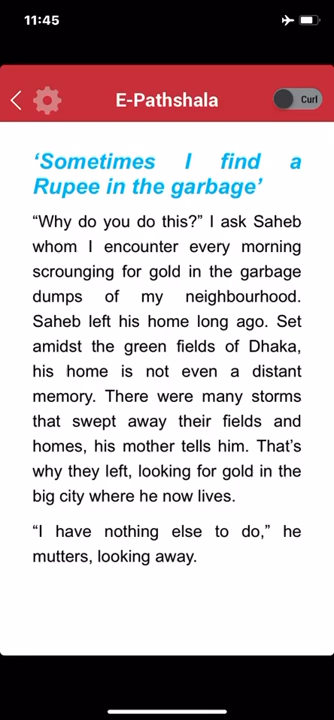 11:45
E-Pathshala
Curl
‘Sometimes I find a
Rupee in the garbage’
“Why do you do this?” I ask Saheb
whom I encounter every morning
scrounging for gold in the garbage
dumps of my neighbourhood.
Saheb left his home long ago. Set
amidst the green fields of Dhaka,
his home is not even a distant
memory. There were many storms
that swept away their fields and
homes, his mother tells him. That’s
why they left, looking for gold in the
big city where he now lives.
“I have nothing else to do,” he
mutters, looking away.